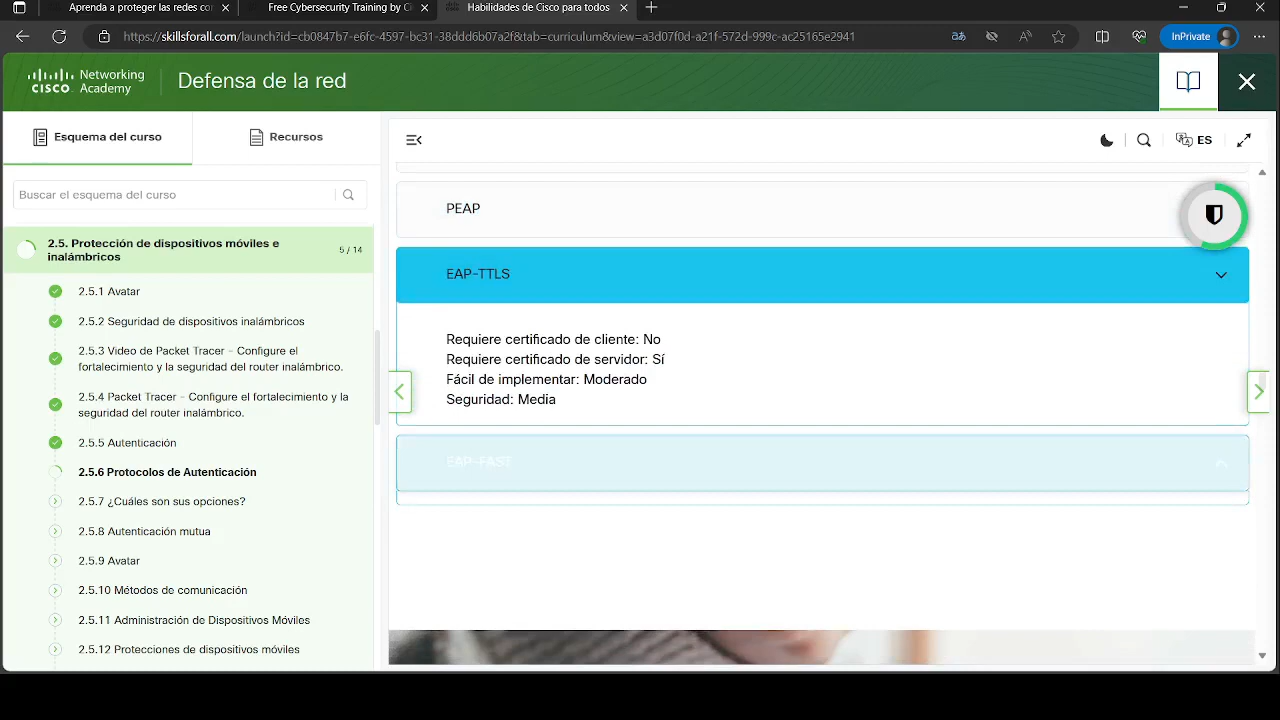 Aprenda a proteger las redes cor
Free Cybersecurity Training by Ci
Habilidades de Cisco para todos
https://skillsforall.com/launch?id=cb0847b7-e6fc-4597-bc31-38ddd6b07a2f&tab=curriculum&view=a3d07f0d-a21f-572d-999c-ac25165e2941
InPrivate
CISCO Networking Academy
Defensa de la red
Esquema del curso
Recursos
ES
Buscar el esquema del curso
2.5. Protección de dispositivos móviles e
inalámbricos
5 / 14
2.5.1 Avatar
2.5.2 Seguridad de dispositivos inalámbricos
2.5.3 Video de Packet Tracer - Configure el
fortalecimiento y la seguridad del router inalámbrico.
2.5.4 Packet Tracer - Configure el fortalecimiento y la
seguridad del router inalámbrico.
2.5.5 Autenticación
2.5.6 Protocolos de Autenticación
2.5.7 ¿Cuáles son sus opciones?
2.5.8 Autenticación mutua
2.5.9 Avatar
2.5.10 Métodos de comunicación
2.5.11 Administración de Dispositivos Móviles
2.5.12 Protecciones de dispositivos móviles
PEAP
EAP-TTLS
Requiere certificado de cliente: No
Requiere certificado de servidor: Sí
Fácil de implementar: Moderado
Seguridad: Media
EAP-FAST